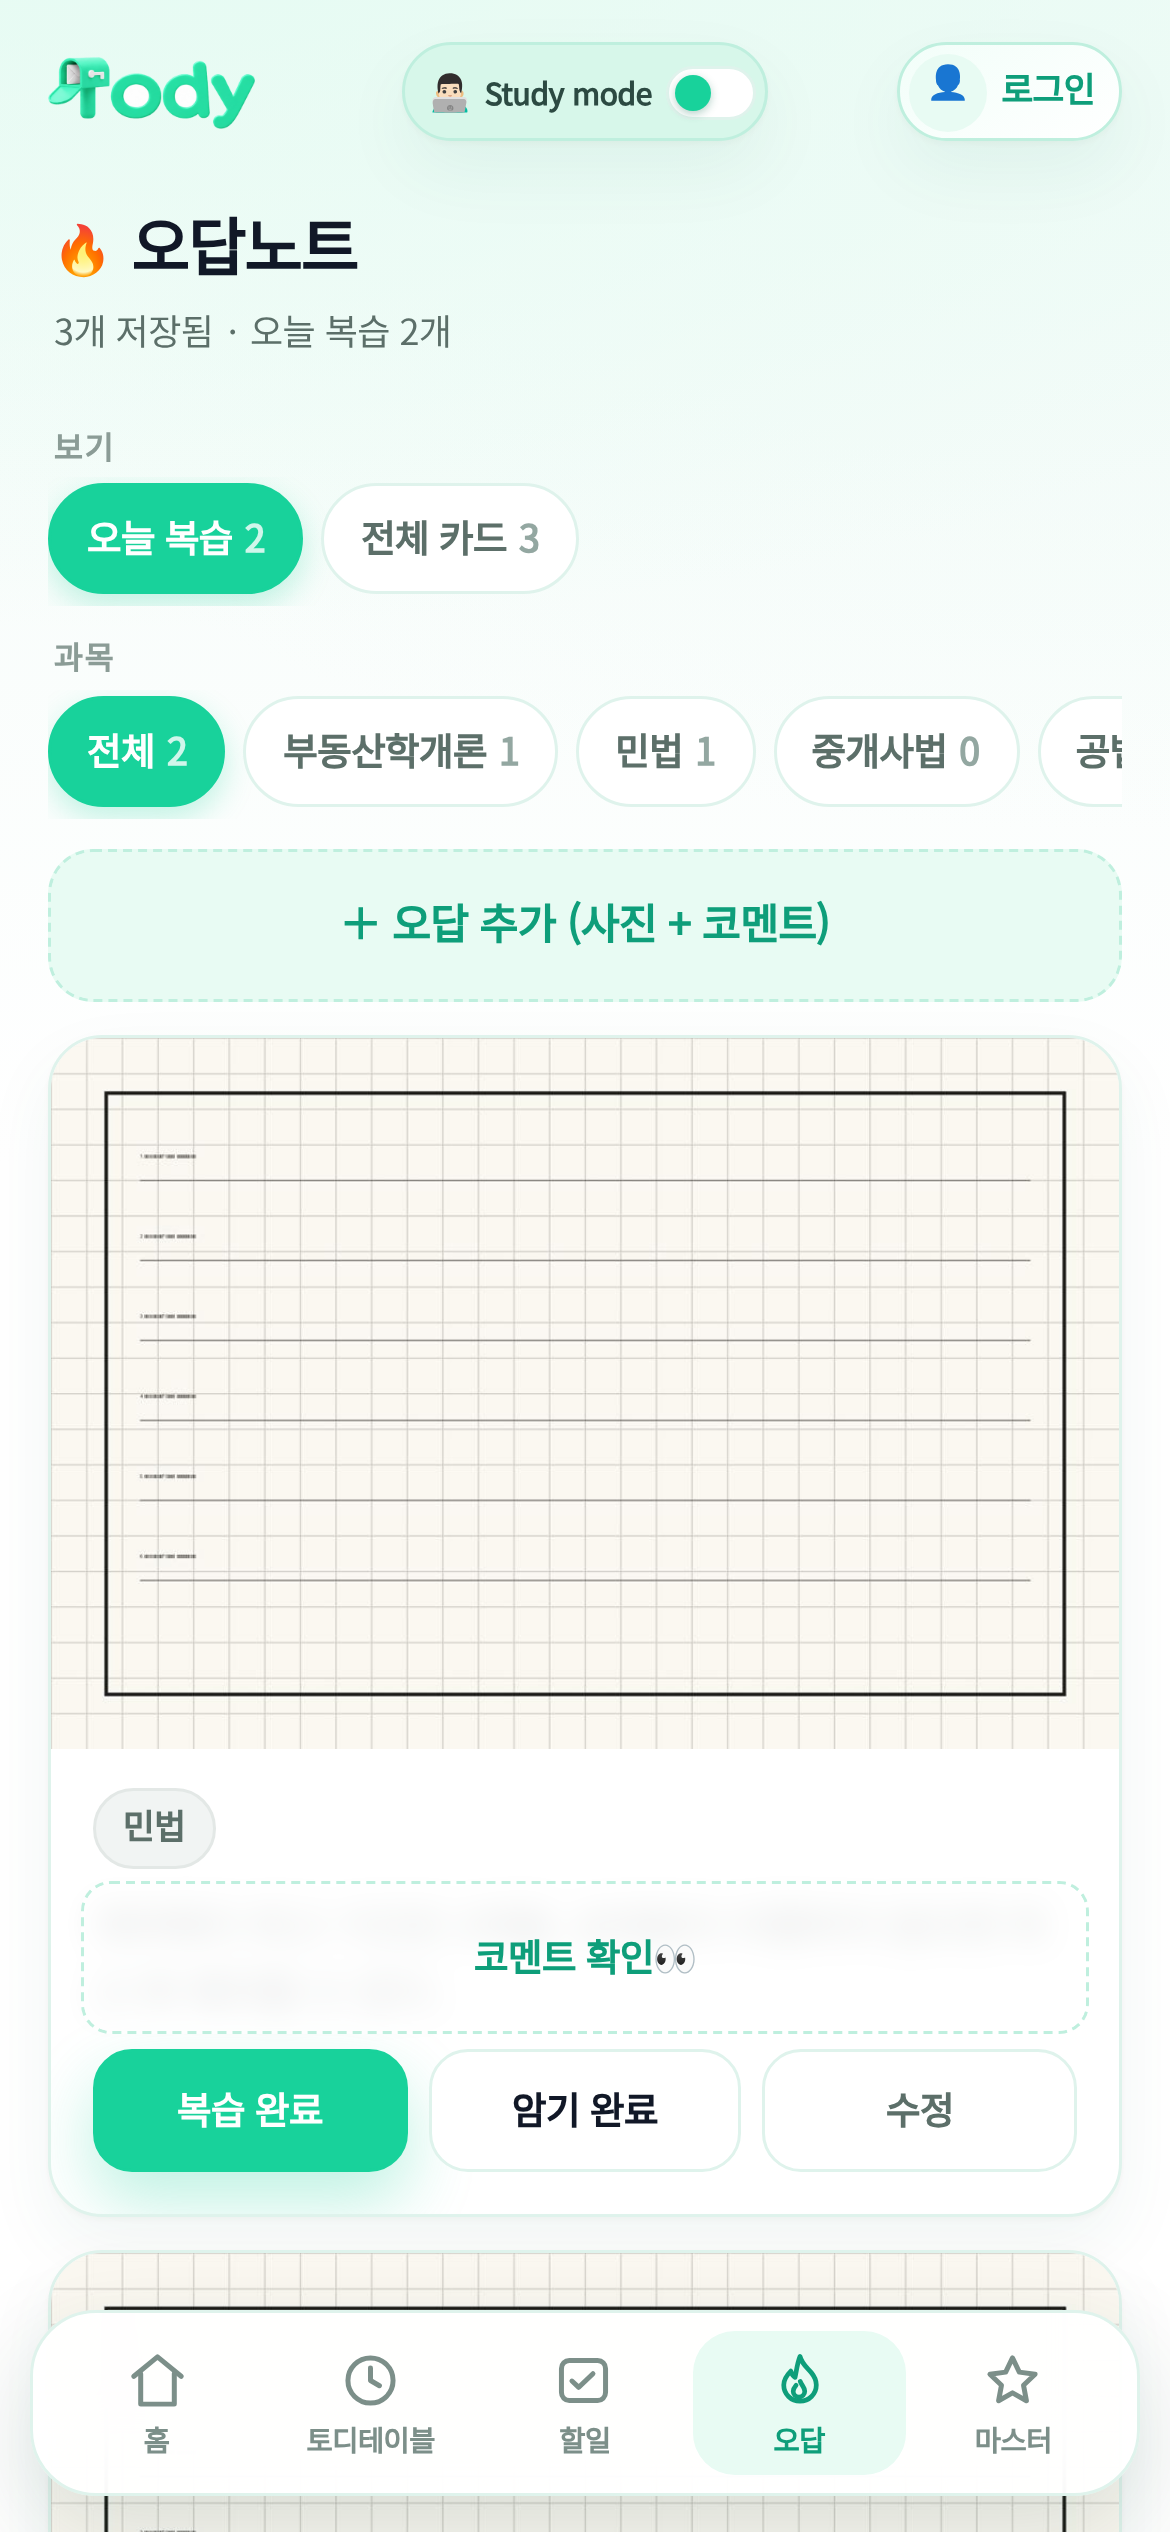 Tody
Study mode
로그인
🔥 오답노트
3개 저장됨 · 오늘 복습 2개
보기
오늘 복습 2
전체 카드 3
과목
전체 2
부동산학개론 1
민법 1
중개사법 0
+ 오답 추가 (사진 + 코멘트)
민법
코멘트 확인👀
복습 완료
암기 완료
수정
홈
토디테이블
할일
오답
마스터